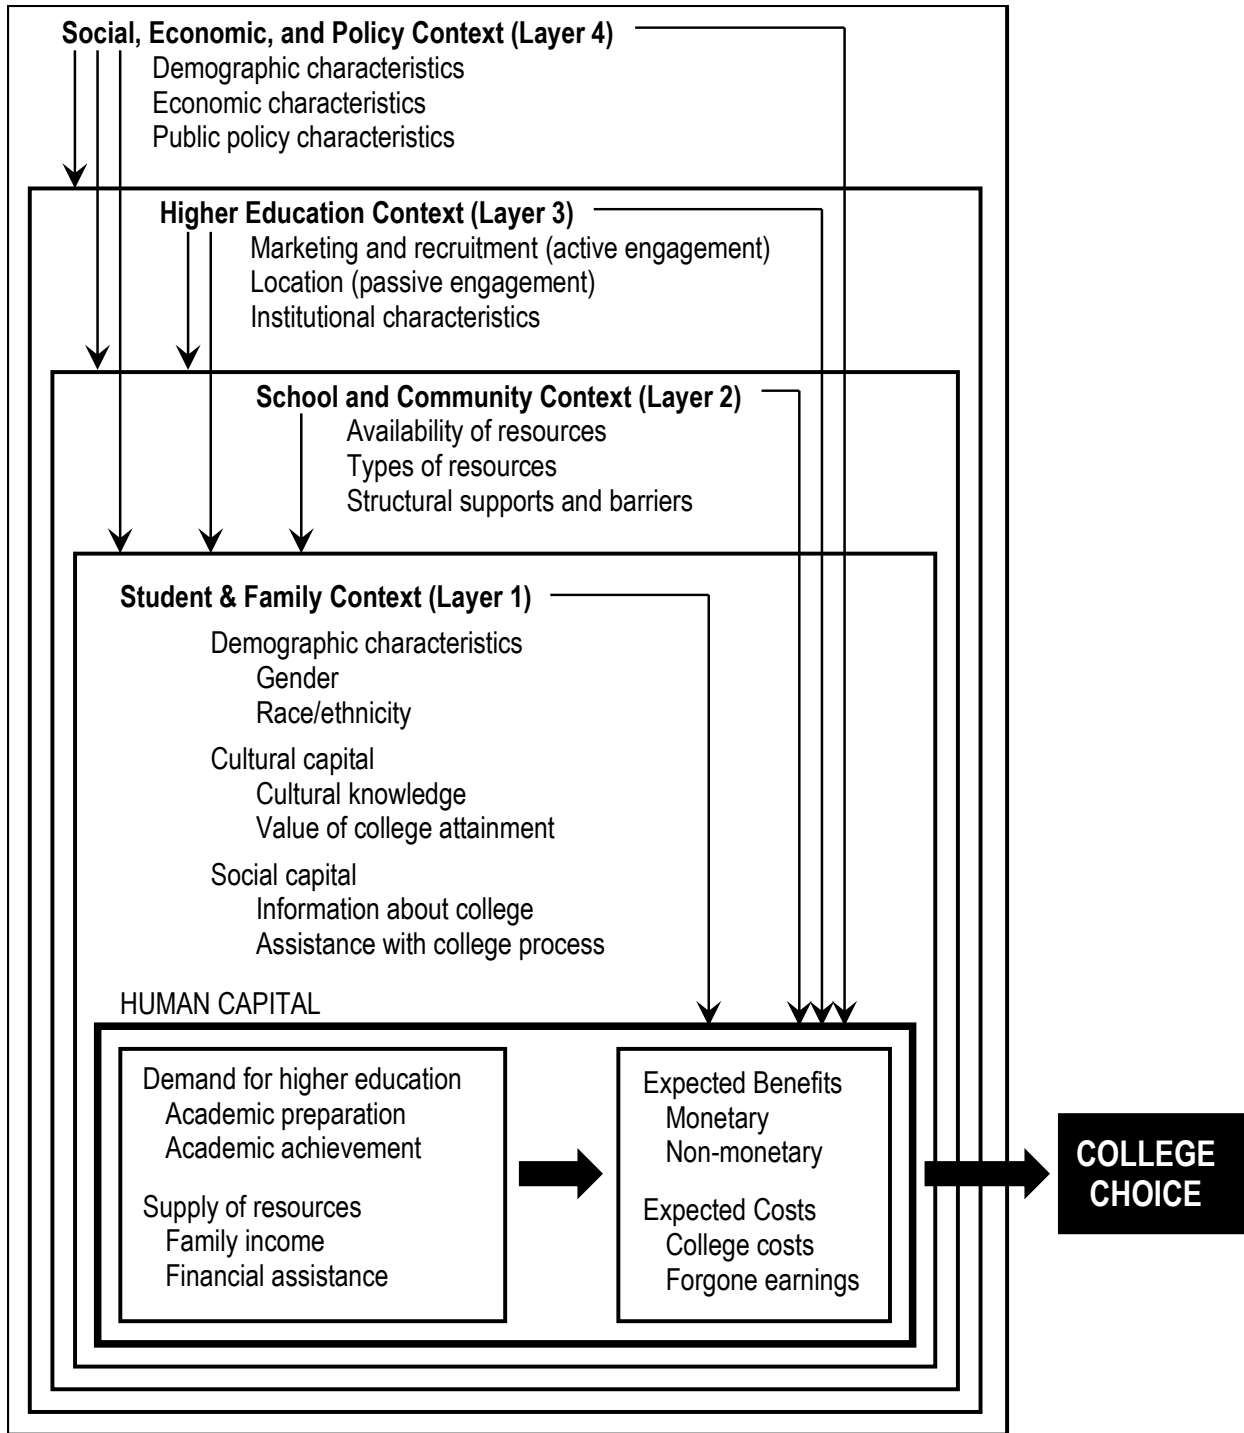 Social, Economic, and Policy Context (Layer 4)
Demographic characteristics
Economic characteristics
Public policy characteristics
Higher Education Context (Layer 3)
Marketing and recruitment (active engagement)
Location (passive engagement)
Institutional characteristics
School and Community Context (Layer 2)
Availability of resources
Types of resources
Structural supports and barriers
Student & Family Context (Layer 1)
Demographic characteristics
Gender
Race/ethnicity
Cultural capital
Cultural knowledge
Value of college attainment
Social capital
Information about college
Assistance with college process
HUMAN CAPITAL
Demand for higher education
Academic preparation
Academic achievement
Supply of resources
Family income
Financial assistance
Expected Benefits
Monetary
Non-monetary
Expected Costs
College costs
Forgone earnings
COLLEGE
CHOICE